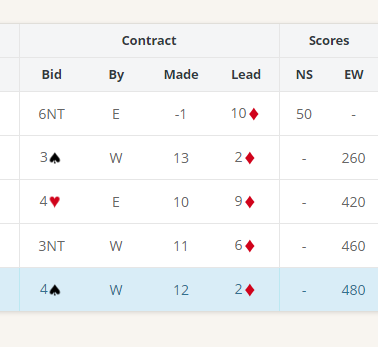 Contract Scores
Bid By Made Lead NS EW
6NT E -1 10♦ 50 -
3♠ W 13 2♦ - 260
4♥ E 10 9♦ - 420
3NT W 11 6♦ - 460
4♠ W 12 2♦ - 480